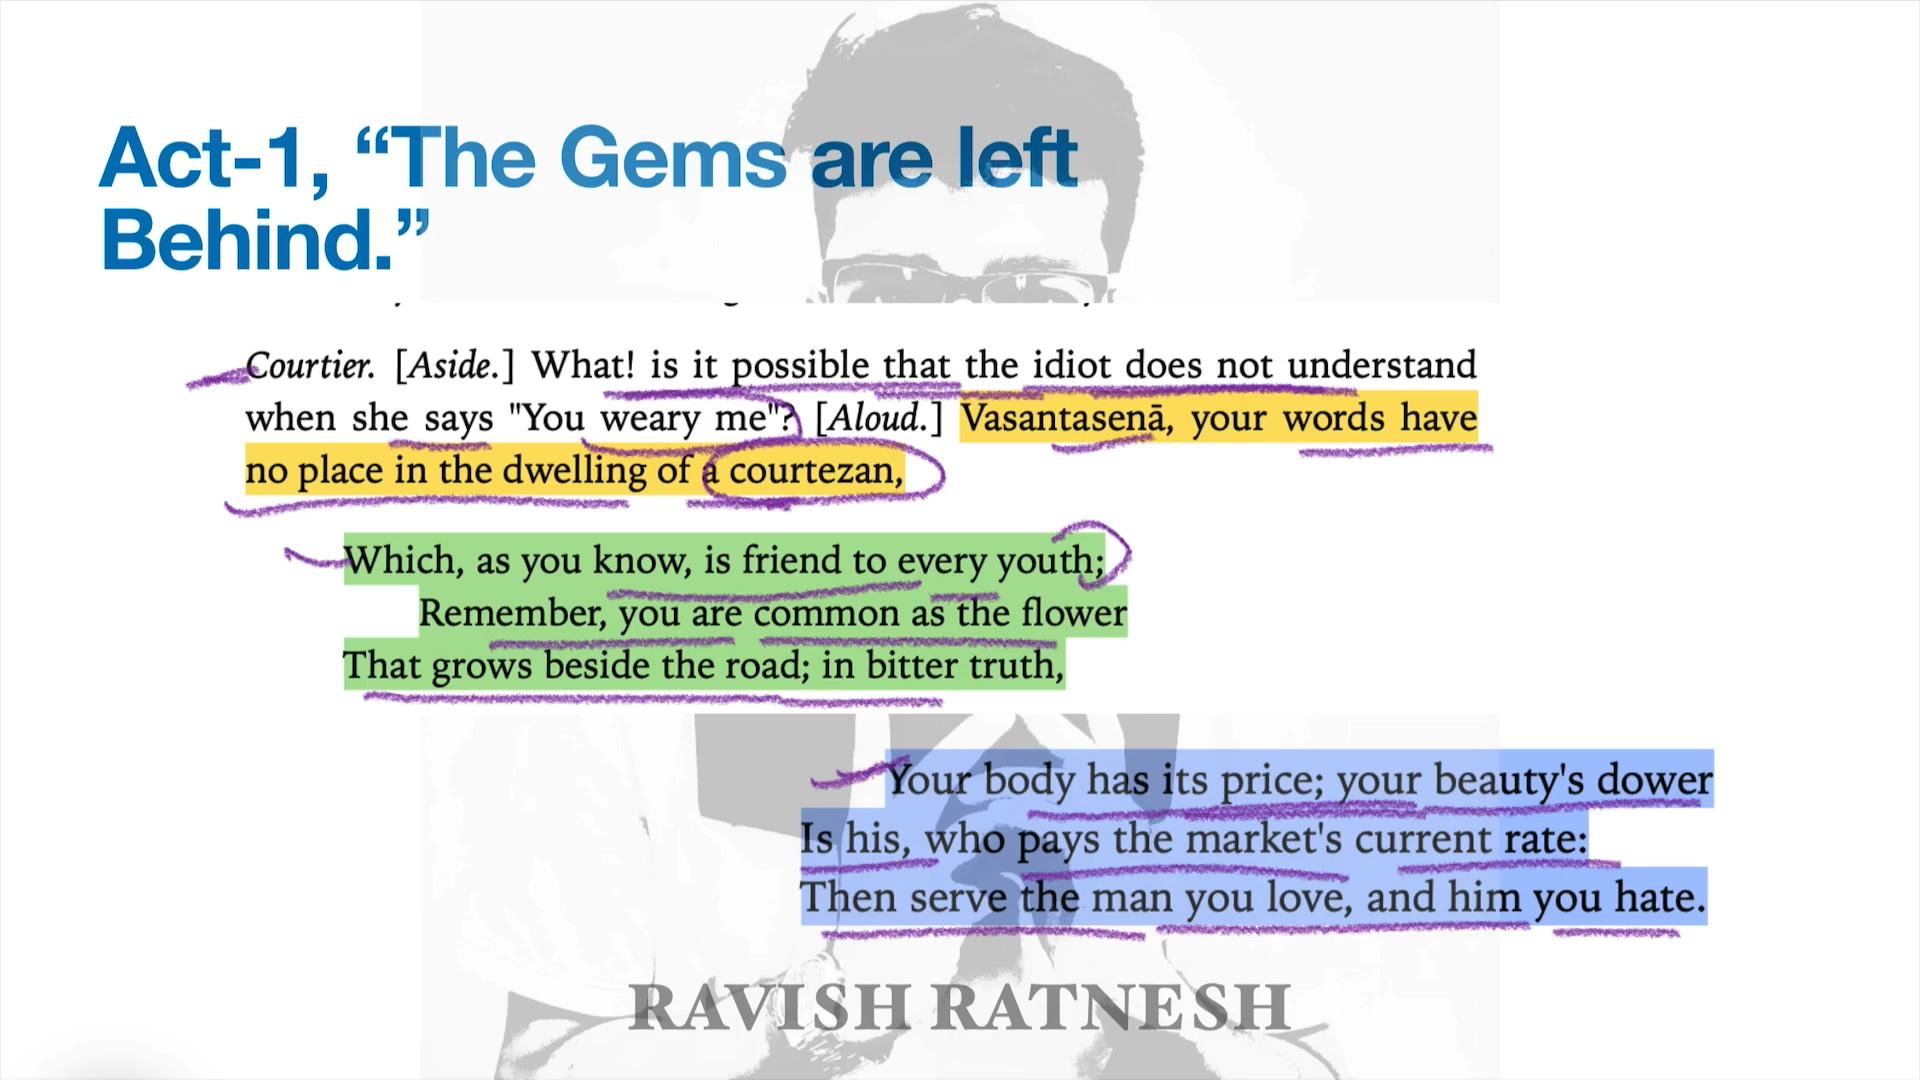 Act-1, “The Gems are left
Behind.”
Courtier. [Aside.] What! is it possible that the idiot does not understand
when she says "You weary me"? [Aloud.] Vasantasenā, your words have
no place in the dwelling of a courtezan,
Which, as you know, is friend to every youth;
Remember, you are common as the flower
That grows beside the road; in bitter truth,
Your body has its price; your beauty's dower
Is his, who pays the market's current rate:
Then serve the man you love, and him you hate.
RAVISH RATNESH